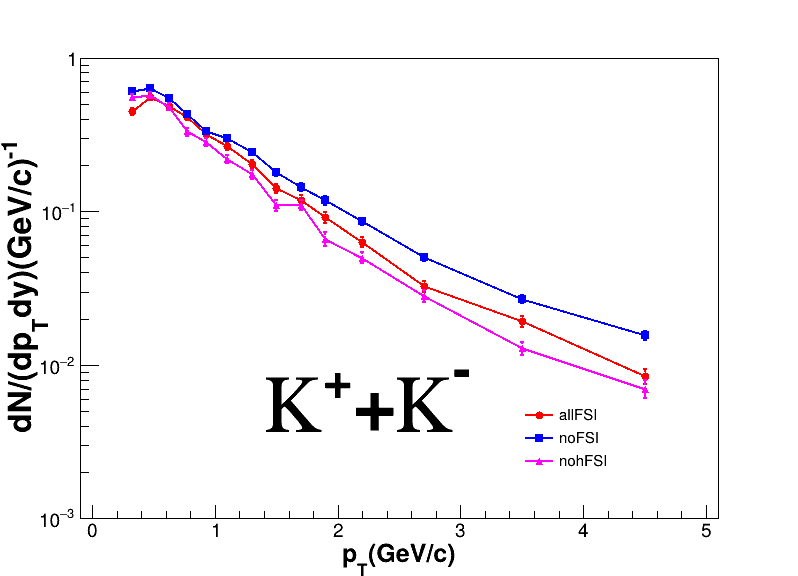 1
10⁻¹
10⁻²
10⁻³
dN/(dp_T dy)(GeV/c)⁻¹
K⁺+K⁻
allFSI
noFSI
nohFSI
0 1 2 3 4 5
p_T(GeV/c)